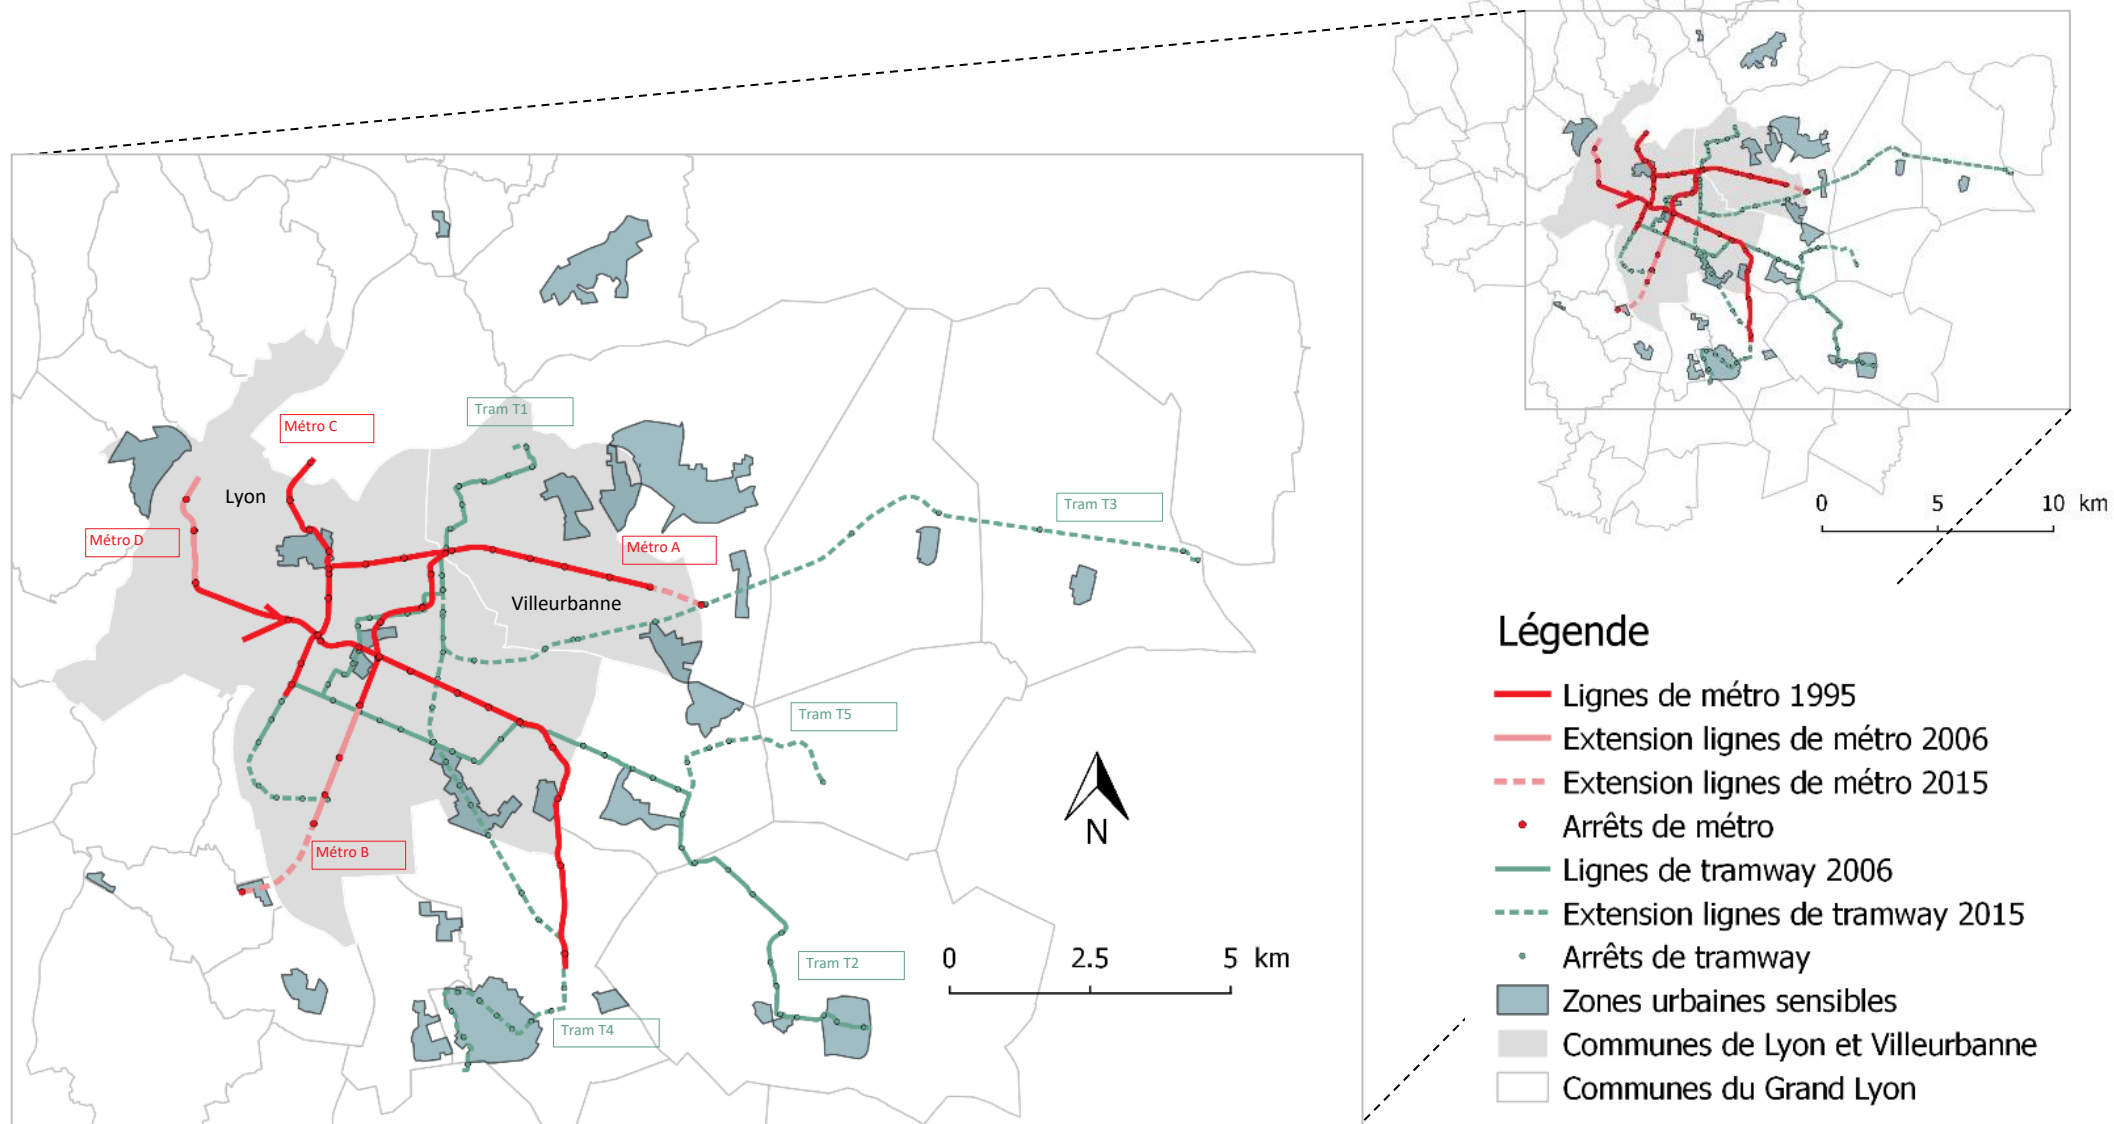 Tram T1
Métro C
Lyon
Métro D
Métro A
Tram T3
Villeurbanne
Tram T5
N
Métro B
Tram T2
Tram T4
0 2.5 5 km
0 5 10 km
Légende
Lignes de métro 1995
Extension lignes de métro 2006
Extension lignes de métro 2015
Arrêts de métro
Lignes de tramway 2006
Extension lignes de tramway 2015
Arrêts de tramway
Zones urbaines sensibles
Communes de Lyon et Villeurbanne
Communes du Grand Lyon